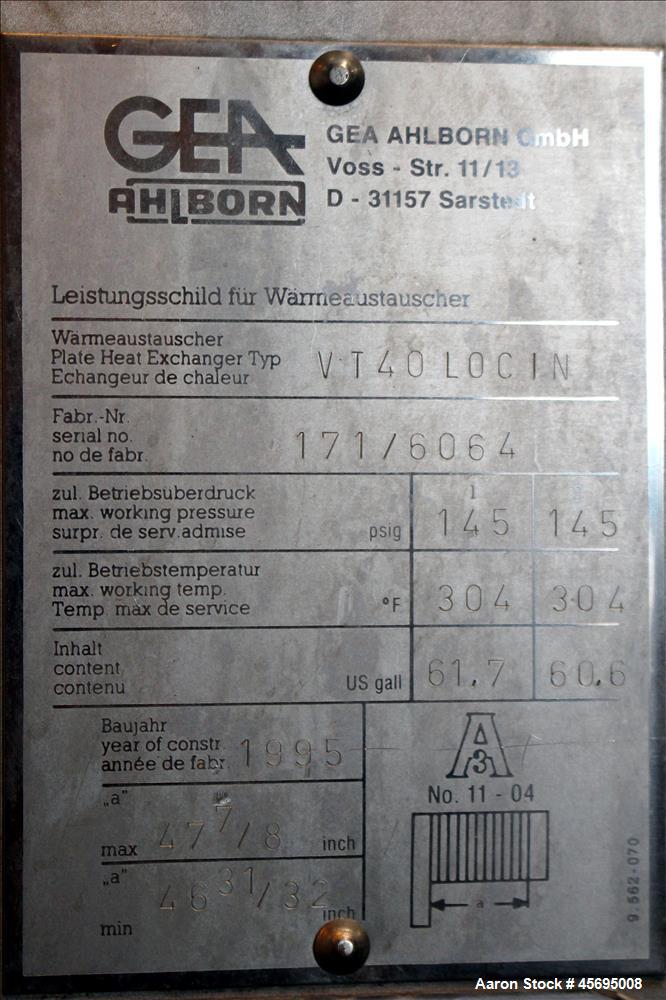 GEA
AHLBORN
GEA AHLBORN GmbH
Voss - Str. 11/13
D - 31157 Sarstedt
Leistungsschild für Wärmeaustauscher
Wärmeaustauscher
Plate Heat Exchanger Typ VT40 LOCIN
Echangeur de chaleur
Fabr.-Nr.
serial no. 171/6064
no de fabr.
zul. Betriebsüberdruck 1
max. working pressure 145 145
surpr. de serv.admise psig
zul. Betriebstemperatur
max. working temp. 304 304
Temp. max de service °F
Inhalt
content 61.7 60.6
contenu US gall
Baujahr
year of constr. 1995
année de fabr.
„a"
max 47 7/8 inch
„a"
46 31/32 inch
min
A
3
No. 11 - 04
a
9.562-070
Aaron Stock # 45695008